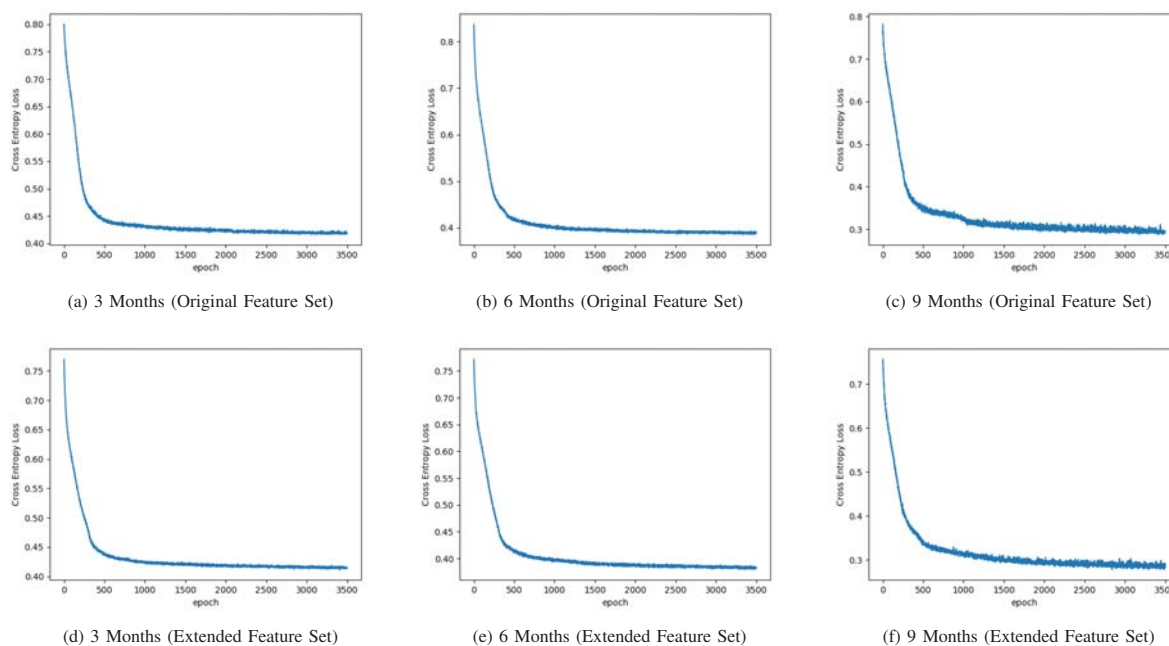 0.80
0.75
0.70
0.65
0.60
0.55
0.50
0.45
0.40
Cross Entropy Loss
0 500 1000 1500 2000 2500 3000 3500
epoch
(a) 3 Months (Original Feature Set)
0.8
0.7
0.6
0.5
0.4
Cross Entropy Loss
0 500 1000 1500 2000 2500 3000 3500
epoch
(b) 6 Months (Original Feature Set)
0.8
0.7
0.6
0.5
0.4
0.3
Cross Entropy Loss
0 500 1000 1500 2000 2500 3000 3500
epoch
(c) 9 Months (Original Feature Set)
0.75
0.70
0.65
0.60
0.55
0.50
0.45
0.40
Cross Entropy Loss
0 500 1000 1500 2000 2500 3000 3500
epoch
(d) 3 Months (Extended Feature Set)
0.75
0.70
0.65
0.60
0.55
0.50
0.45
0.40
Cross Entropy Loss
0 500 1000 1500 2000 2500 3000 3500
epoch
(e) 6 Months (Extended Feature Set)
0.7
0.6
0.5
0.4
0.3
Cross Entropy Loss
0 500 1000 1500 2000 2500 3000 3500
epoch
(f) 9 Months (Extended Feature Set)